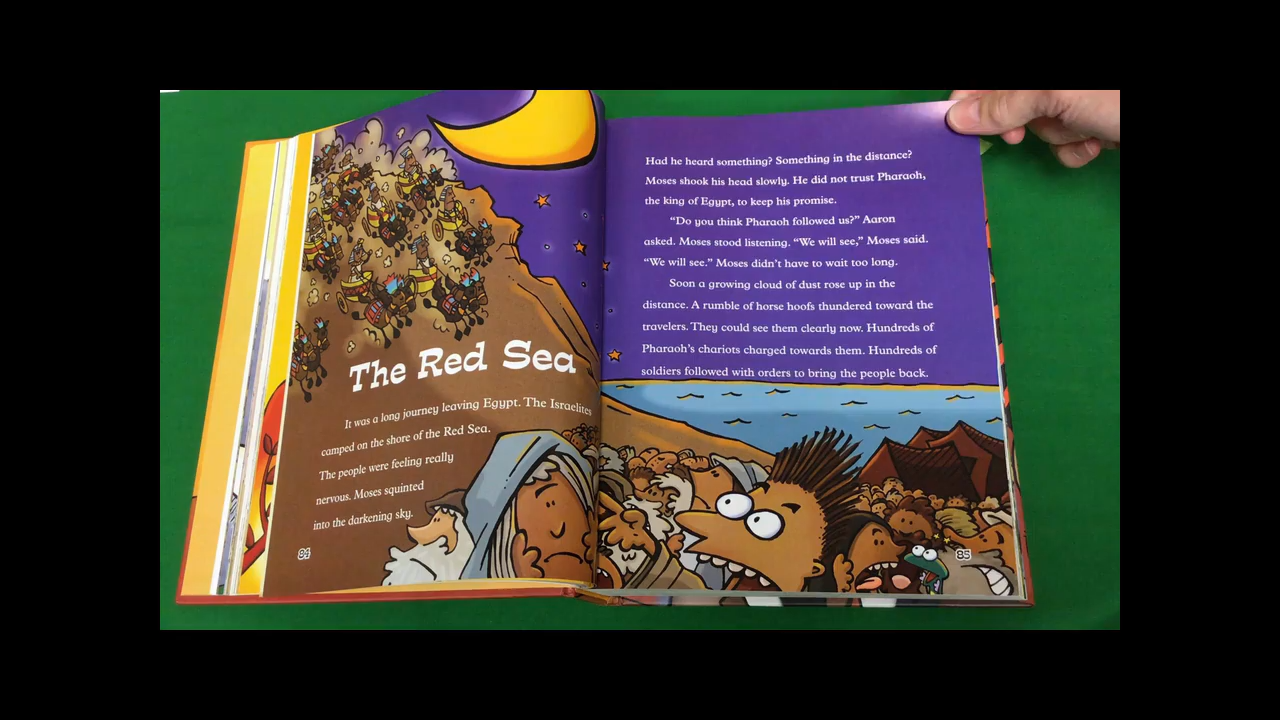 The Red Sea
It was a long journey leaving Egypt. The Israelites
camped on the shore of the Red Sea.
The people were feeling really
nervous. Moses squinted
into the darkening sky.
84
Had he heard something? Something in the distance?
Moses shook his head slowly. He did not trust Pharaoh,
the king of Egypt, to keep his promise.
"Do you think Pharaoh followed us?" Aaron
asked. Moses stood listening. "We will see," Moses said.
"We will see." Moses didn't have to wait too long.
Soon a growing cloud of dust rose up in the
distance. A rumble of horse hoofs thundered toward the
travelers. They could see them clearly now. Hundreds of
Pharaoh's chariots charged towards them. Hundreds of
soldiers followed with orders to bring the people back.
85